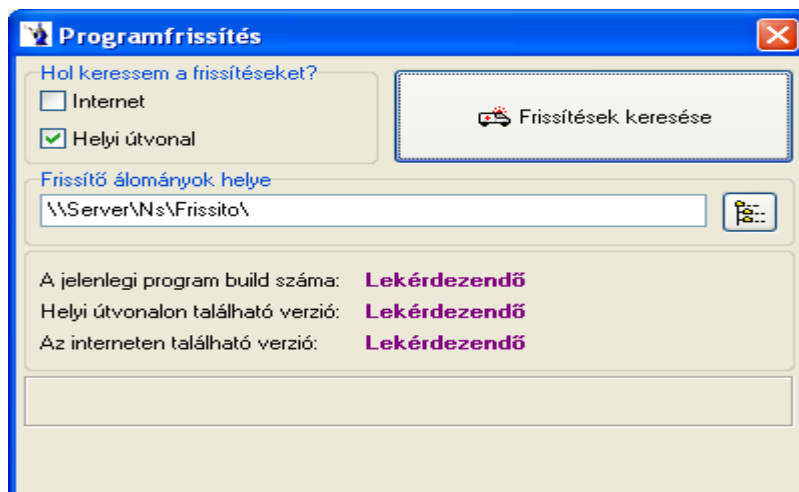 Programfrissítés
Hol keressem a frissítéseket?
Internet
Helyi útvonal
Frissítések keresése
Frissítő álományok helye
\\Server\Ns\Frissito\
A jelenlegi program build száma: Lekérdezendő
Helyi útvonalon található verzió: Lekérdezendő
Az interneten található verzió: Lekérdezendő